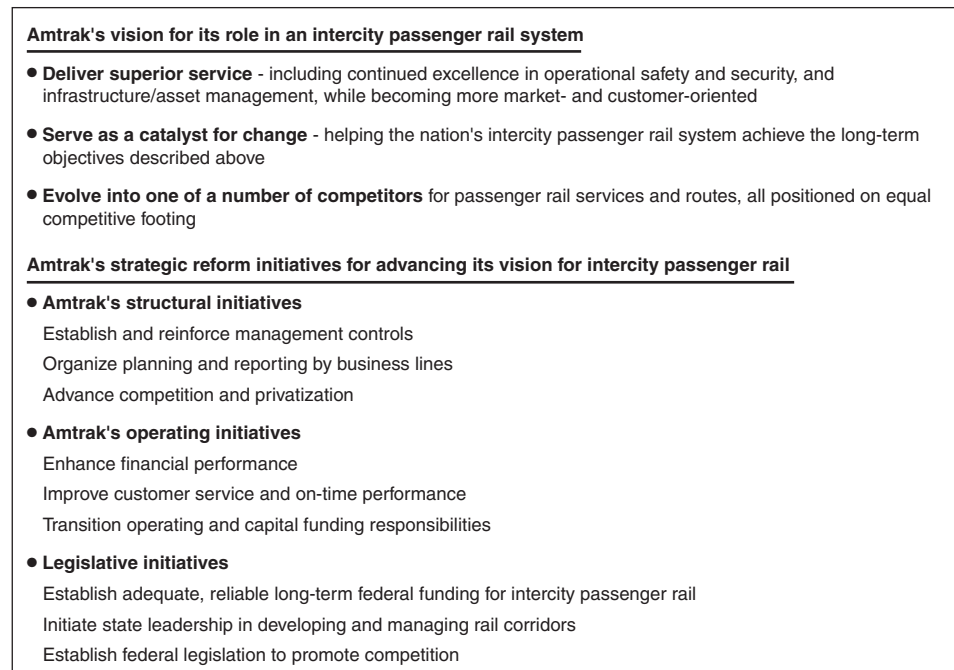 Amtrak's vision for its role in an intercity passenger rail system
● Deliver superior service - including continued excellence in operational safety and security, and
infrastructure/asset management, while becoming more market- and customer-oriented
● Serve as a catalyst for change - helping the nation's intercity passenger rail system achieve the long-term
objectives described above
● Evolve into one of a number of competitors for passenger rail services and routes, all positioned on equal
competitive footing
Amtrak's strategic reform initiatives for advancing its vision for intercity passenger rail
● Amtrak's structural initiatives
Establish and reinforce management controls
Organize planning and reporting by business lines
Advance competition and privatization
● Amtrak's operating initiatives
Enhance financial performance
Improve customer service and on-time performance
Transition operating and capital funding responsibilities
● Legislative initiatives
Establish adequate, reliable long-term federal funding for intercity passenger rail
Initiate state leadership in developing and managing rail corridors
Establish federal legislation to promote competition